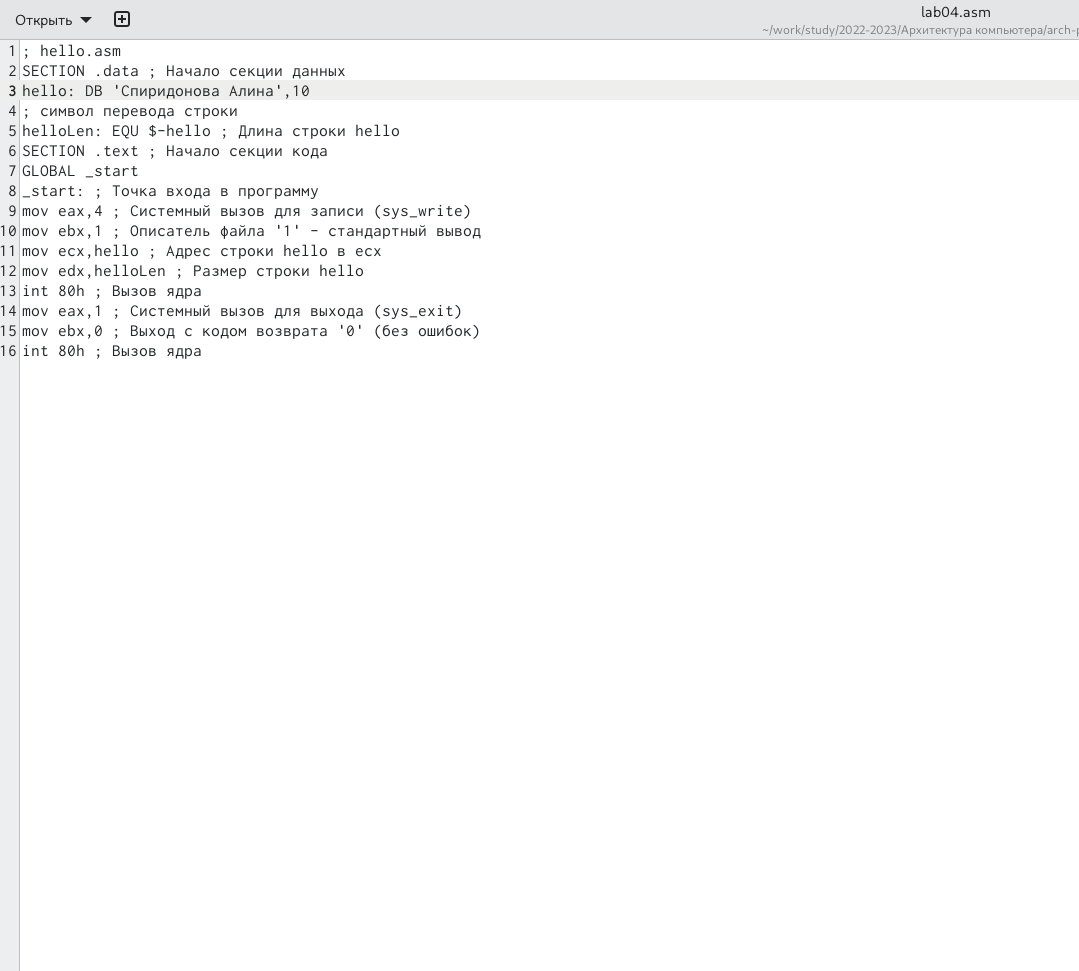 Открыть
lab04.asm
~/work/study/2022-2023/Архитектура компьютера/arch-p
1 ; hello.asm
2 SECTION .data ; Начало секции данных
3 hello: DB 'Спиридонова Алина',10
4 ; символ перевода строки
5 helloLen: EQU $-hello ; Длина строки hello
6 SECTION .text ; Начало секции кода
7 GLOBAL _start
8 _start: ; Точка входа в программу
9 mov eax,4 ; Системный вызов для записи (sys_write)
10 mov ebx,1 ; Описатель файла '1' - стандартный вывод
11 mov ecx,hello ; Адрес строки hello в ecx
12 mov edx,helloLen ; Размер строки hello
13 int 80h ; Вызов ядра
14 mov eax,1 ; Системный вызов для выхода (sys_exit)
15 mov ebx,0 ; Выход с кодом возврата '0' (без ошибок)
16 int 80h ; Вызов ядра